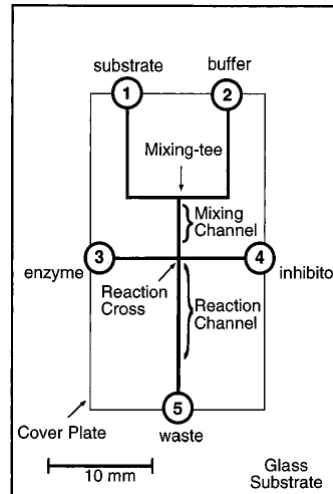 substrate
buffer
1
2
Mixing-tee
Mixing
Channel
3
4
enzyme
inhibito
Reaction
Cross
Reaction
Channel
5
Cover Plate
waste
10 mm
Glass
Substrate